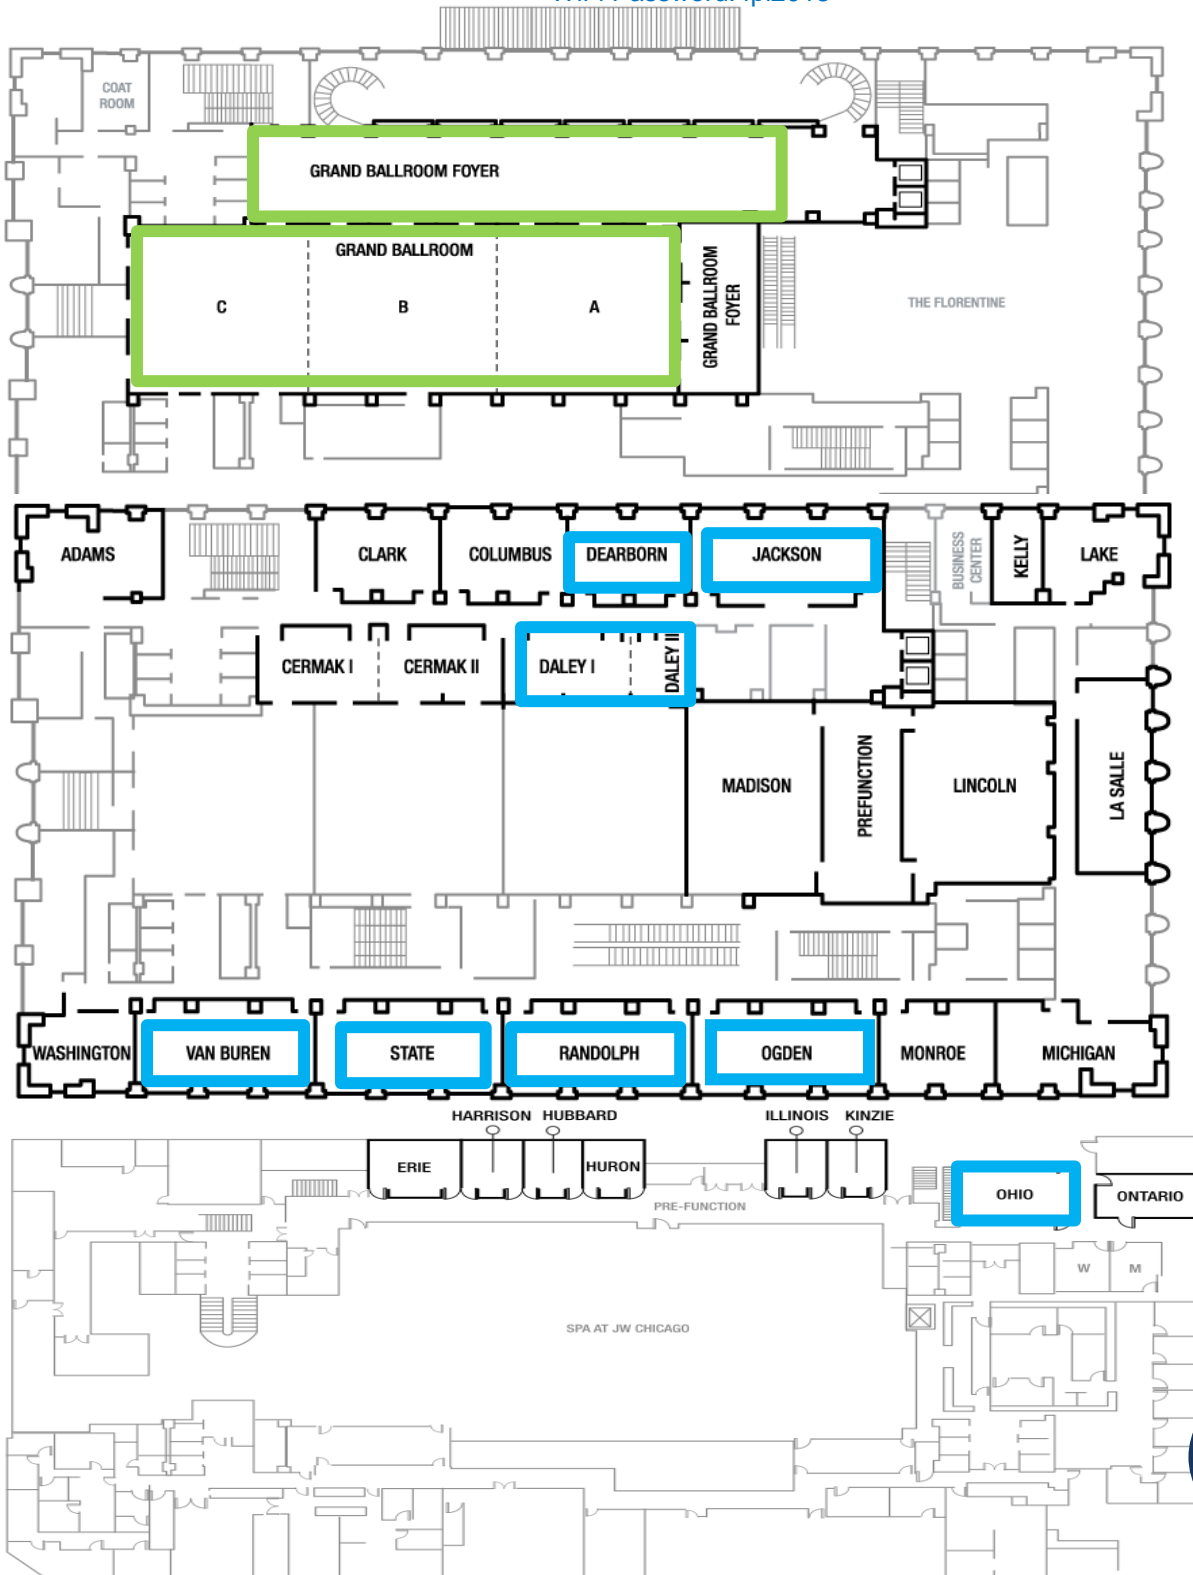 COAT
ROOM
GRAND BALLROOM FOYER
GRAND BALLROOM
C
B
A
GRAND BALLROOM
FOYER
THE FLORENTINE
ADAMS
CLARK
COLUMBUS
DEARBORN
JACKSON
BUSINESS
CENTER
KELLY
LAKE
CERMAK I
CERMAK II
DALEY I
DALEY II
MADISON
PREFUNCTION
LINCOLN
LA SALLE
WASHINGTON
VAN BUREN
STATE
RANDOLPH
OGDEN
MONROE
MICHIGAN
HARRISON HUBBARD
ILLINOIS KINZIE
ERIE
HURON
OHIO
ONTARIO
PRE-FUNCTION
W
M
SPA AT JW CHICAGO